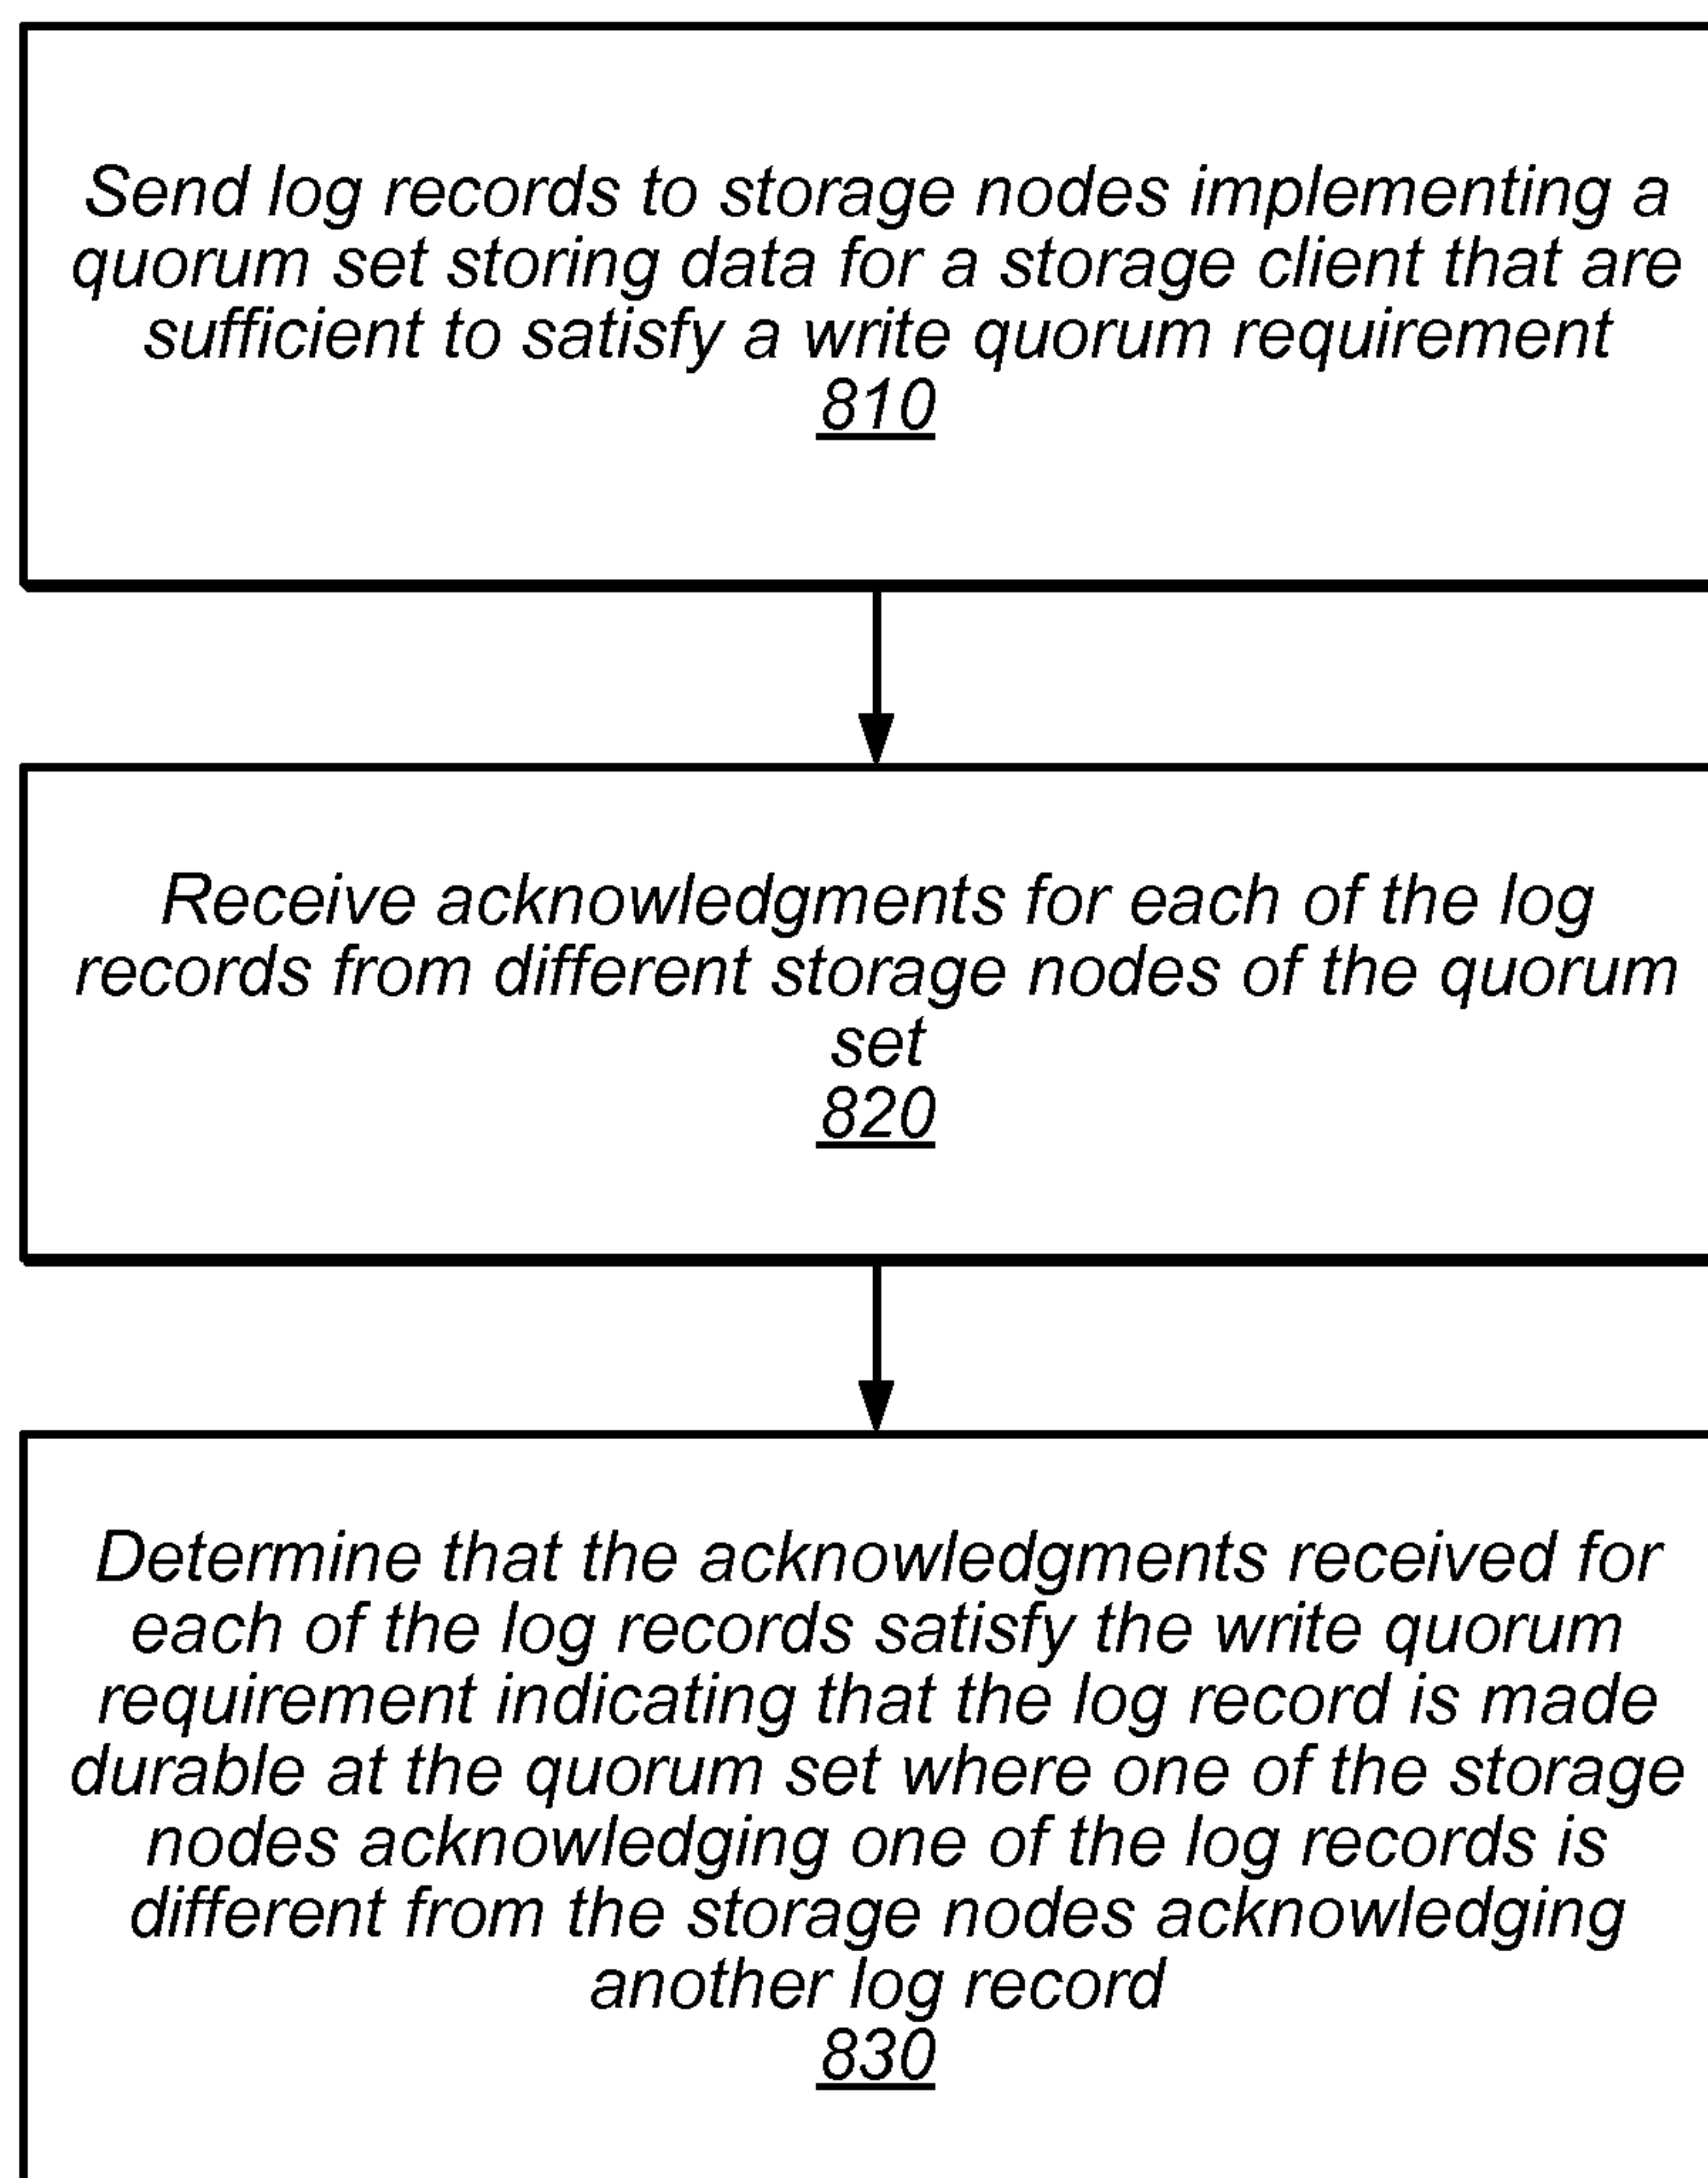 Send log records to storage nodes implementing a
quorum set storing data for a storage client that are
sufficient to satisfy a write quorum requirement
810
Receive acknowledgments for each of the log
records from different storage nodes of the quorum
set
820
Determine that the acknowledgments received for
each of the log records satisfy the write quorum
requirement indicating that the log record is made
durable at the quorum set where one of the storage
nodes acknowledging one of the log records is
different from the storage nodes acknowledging
another log record
830